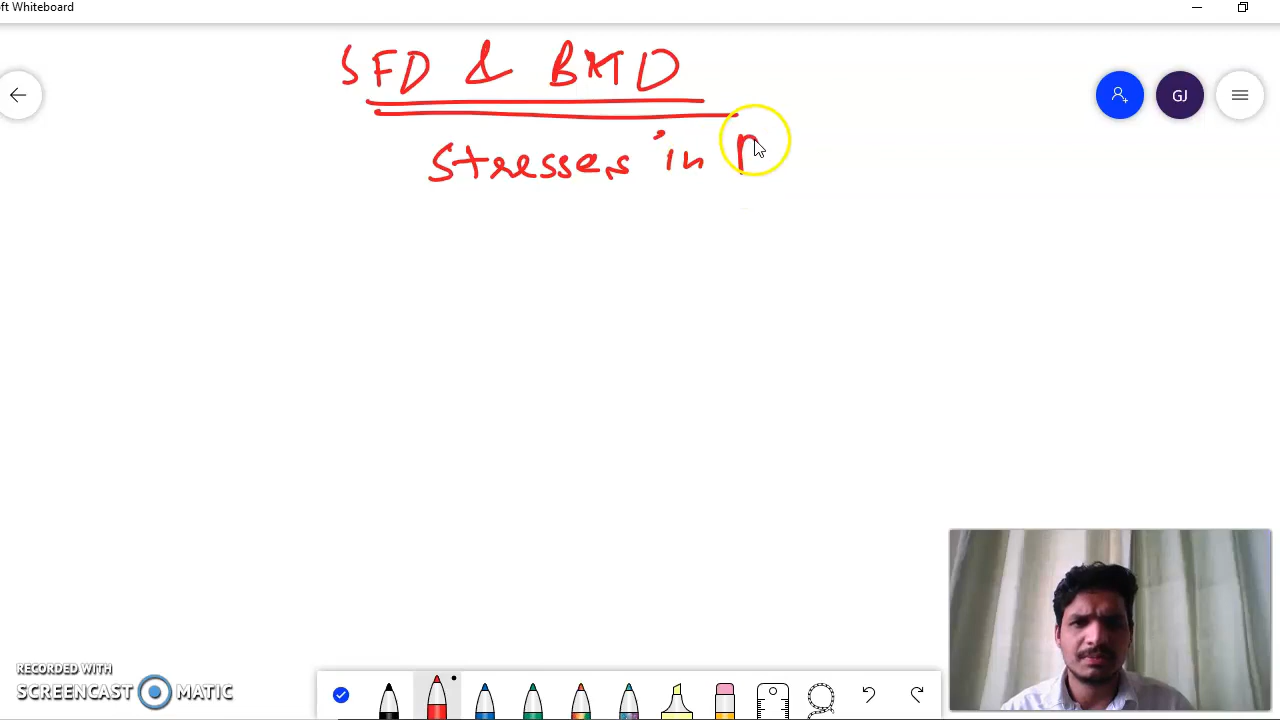 ft Whiteboard
SFD & BMD
GJ
stresses in
RECORDED WITH
SCREENCAST MATIC